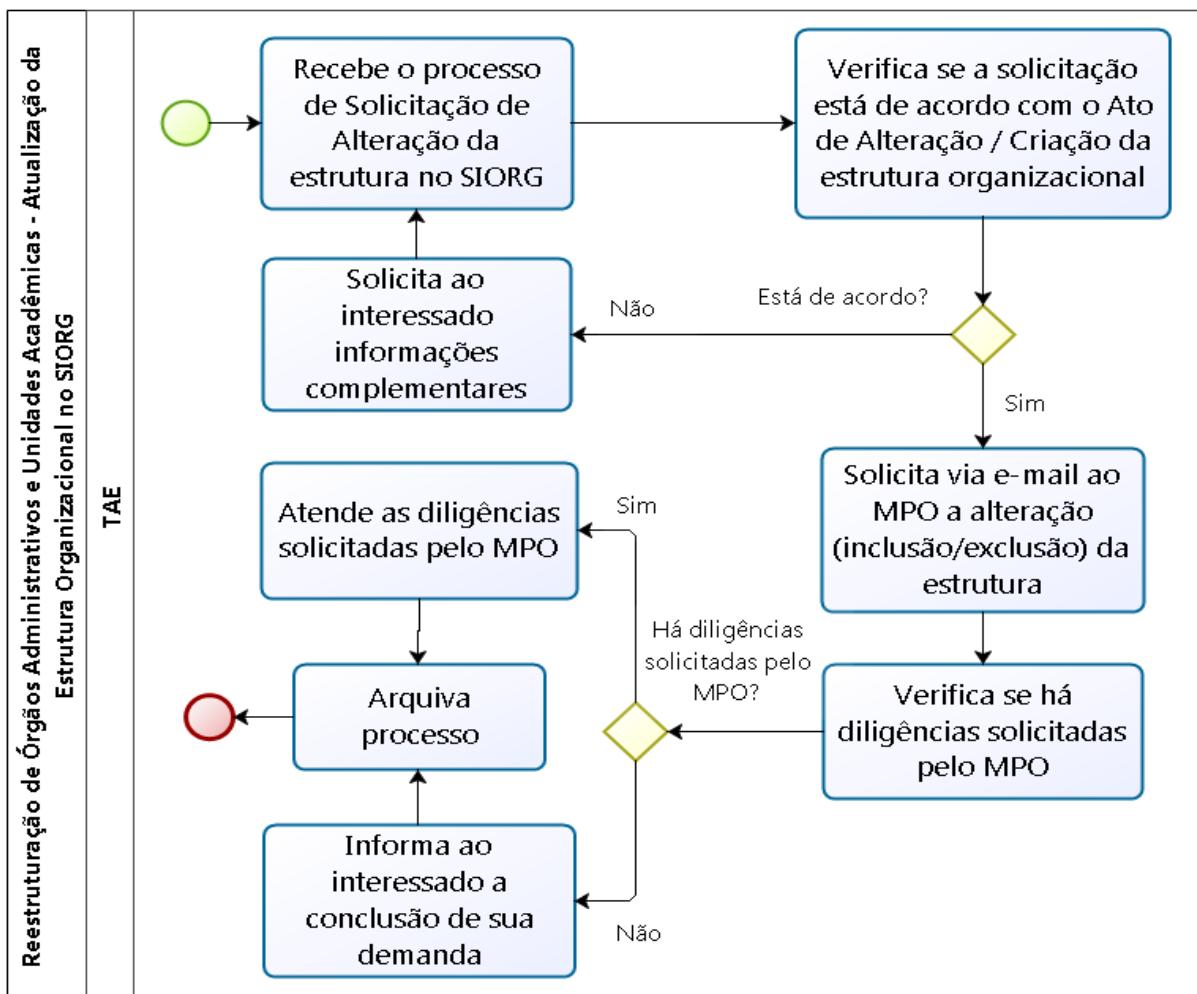 Reestruturação de Órgãos Administrativos e Unidades Acadêmicas - Atualização da
Estrutura Organizacional no SIORG
TAE
Recebe o processo
de Solicitação de
Alteração da
estrutura no SIORG
Verifica se a solicitação
está de acordo com o Ato
de Alteração / Criação da
estrutura organizacional
Está de acordo?
Não
Solicita ao
interessado
informações
complementares
Sim
Solicita via e-mail ao
MPO a alteração
(inclusão/exclusão) da
estrutura
Verifica se há
diligências solicitadas
pelo MPO
Há diligências
solicitadas pelo
MPO?
Sim
Atende as diligências
solicitadas pelo MPO
Arquiva
processo
Não
Informa ao
interessado a
conclusão de sua
demanda